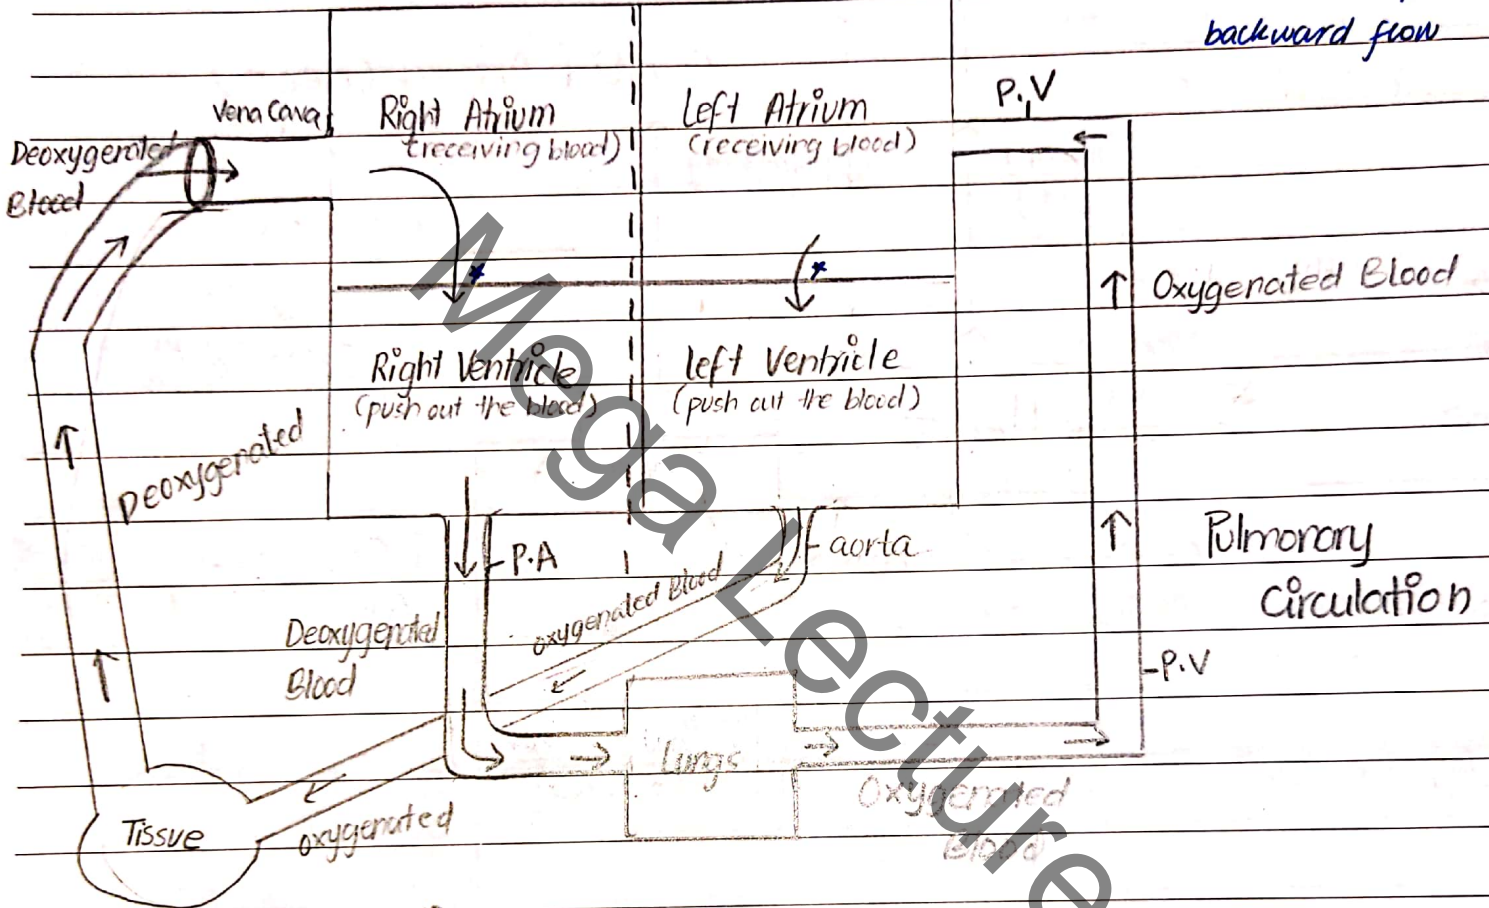 backward flow
P.V
Vena Cava
Right Atrium
(receiving blood)
Left Atrium
(receiving blood)
Deoxygenated
Blood
Oxygenated Blood
Right Ventricle
(push out the blood)
left Ventricle
(push out the blood)
Deoxygenated
P.A
aorta
Pulmonary
Circulation
oxygenated Blood
Deoxygenated
Blood
P.V
Lungs
Oxygenated
Blood
Tissue
oxygenated
Mega Lecture